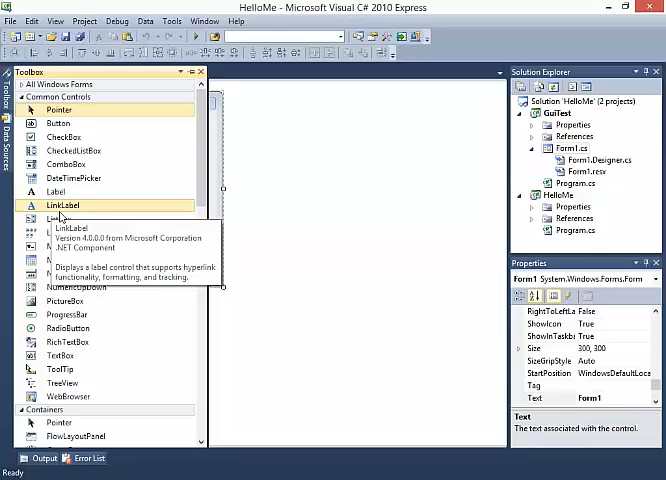 HelloMe - Microsoft Visual C# 2010 Express
File Edit View Project Debug Data Tools Window Help
Toolbox
All Windows Forms
Common Controls
Pointer
Button
CheckBox
CheckedListBox
ComboBox
DateTimePicker
Label
LinkLabel
LinkLabel
Version 4.0.0.0 from Microsoft Corporation
.NET Component
Displays a label control that supports hyperlink
functionality, formatting, and tracking.
NumericUpDown
PictureBox
ProgressBar
RadioButton
RichTextBox
TextBox
ToolTip
TreeView
WebBrowser
Containers
Pointer
FlowLayoutPanel
Toolbox
Data Sources
Output
Error List
Ready
Solution Explorer
Solution 'HelloMe' (2 projects)
GuiTest
Properties
References
Form1.cs
Form1.Designer.cs
Form1.resx
Program.cs
HelloMe
Properties
References
Program.cs
Properties
Form1 System.Windows.Forms.Form
RightToLeftLa False
ShowIcon True
ShowInTaskba True
Size 300, 300
SizeGripStyle Auto
StartPosition WindowsDefaultLoca
Tag
Text Form1
Text
The text associated with the control.